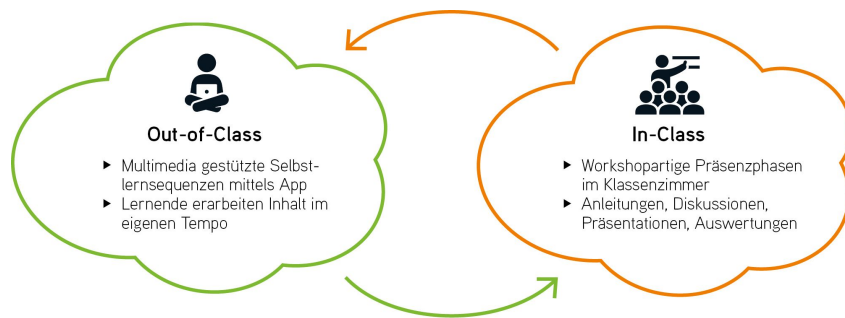 Out-of-Class
▶ Multimedia gestützte Selbst-
lernsequenzen mittels App
▶ Lernende erarbeiten Inhalt im
eigenen Tempo
In-Class
▶ Workshopartige Präsenzphasen
im Klassenzimmer
▶ Anleitungen, Diskussionen,
Präsentationen, Auswertungen